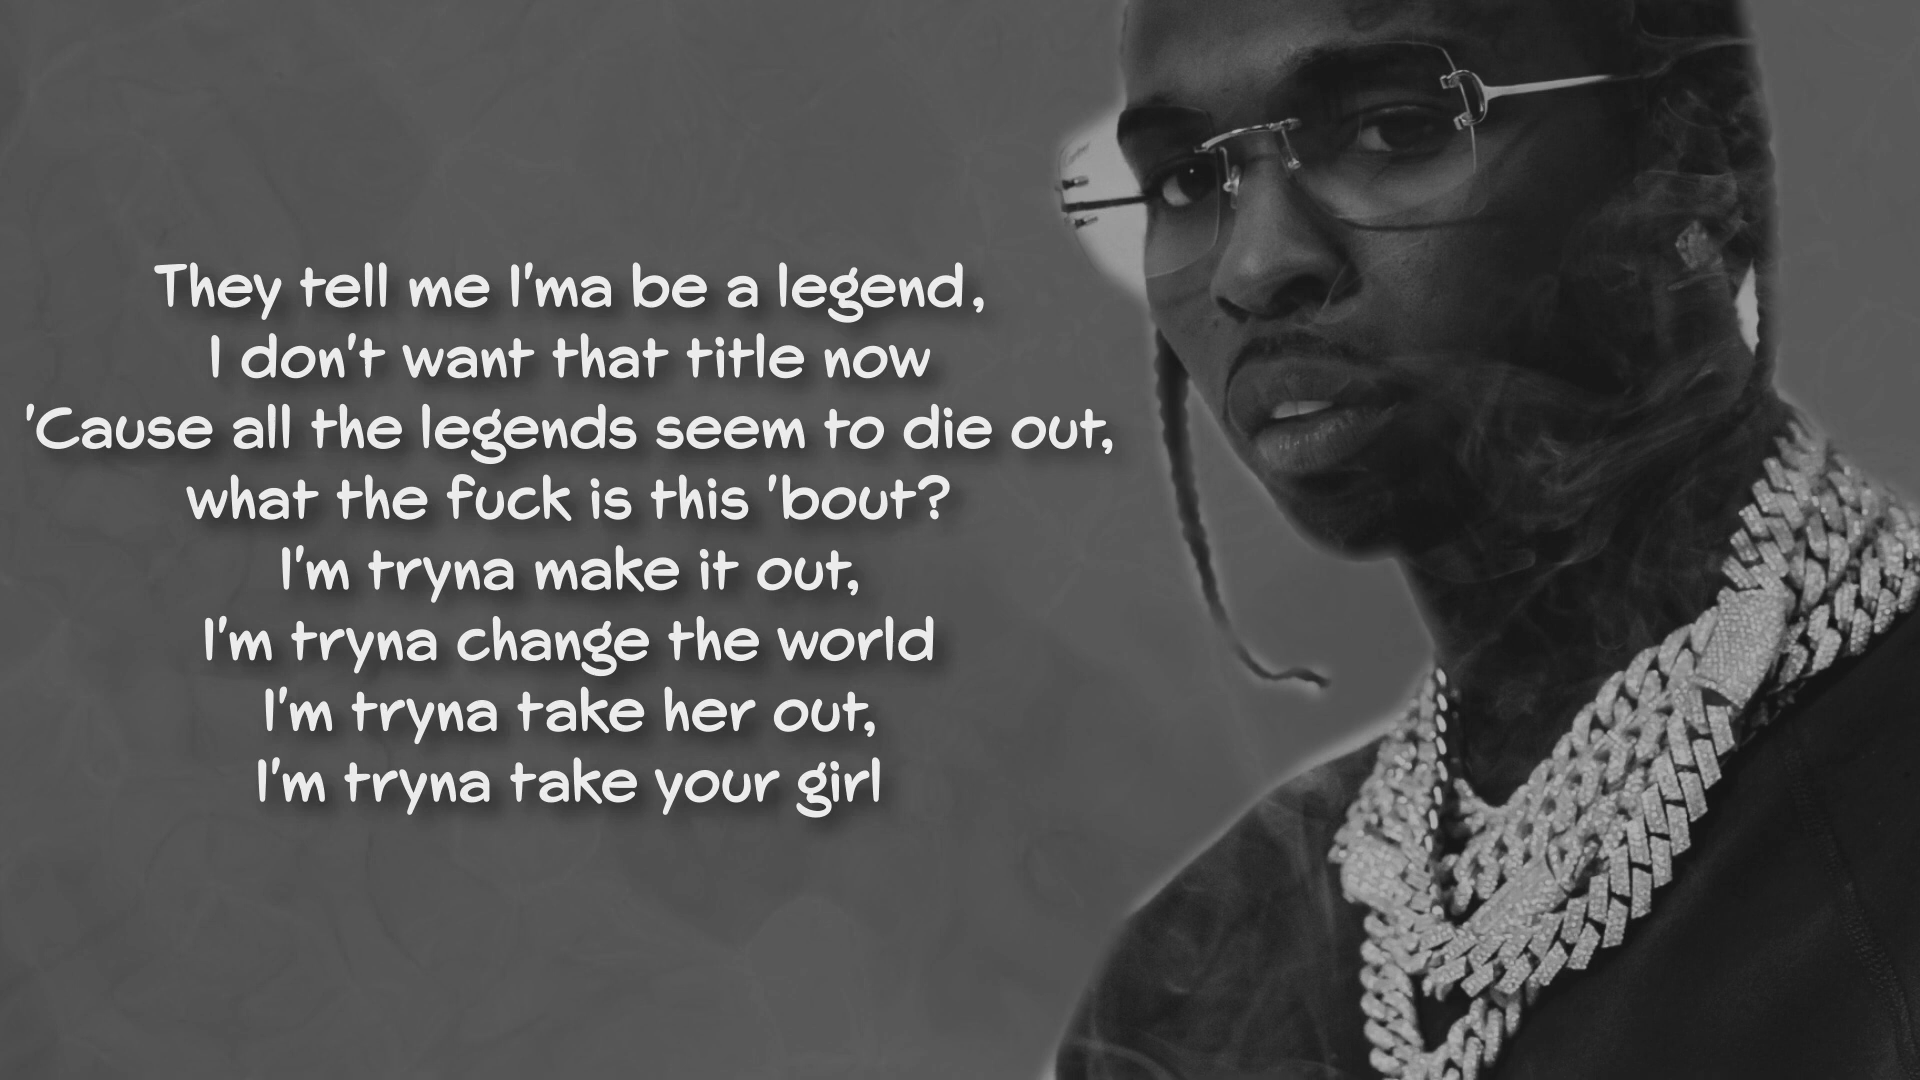 They tell me I'ma be a legend,
I don't want that title now
'Cause all the legends seem to die out,
what the fuck is this 'bout?
I'm tryna make it out,
I'm tryna change the world
I'm tryna take her out,
I'm tryna take your girl